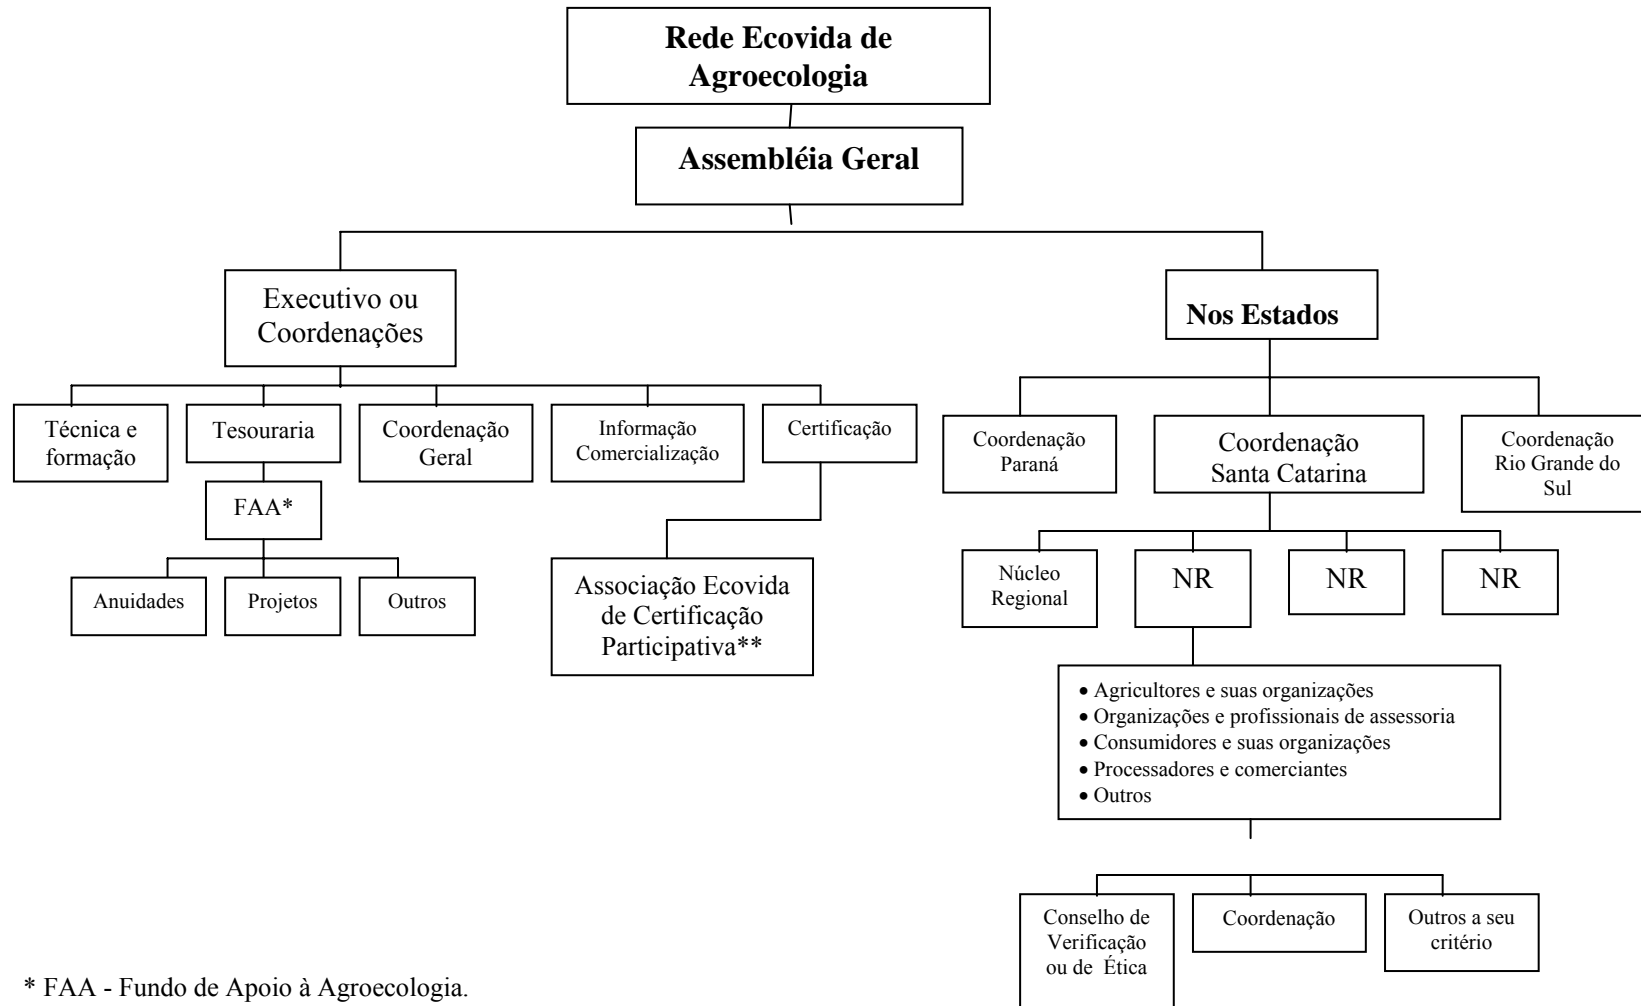 Rede Ecovida de
Agroecologia
Assembléia Geral
Executivo ou
Coordenações
Nos Estados
Técnica e
formação
Tesouraria
Coordenação
Geral
Informação
Comercialização
Certificação
Coordenação
Paraná
Coordenação
Santa Catarina
Coordenação
Rio Grande do
Sul
FAA*
Anuidades
Projetos
Outros
Associação Ecovida
de Certificação
Participativa**
Núcleo
Regional
NR
NR
NR
• Agricultores e suas organizações
• Organizações e profissionais de assessoria
• Consumidores e suas organizações
• Processadores e comerciantes
• Outros
Conselho de
Verificação
ou de Ética
Coordenação
Outros a seu
critério
* FAA - Fundo de Apoio à Agroecologia.